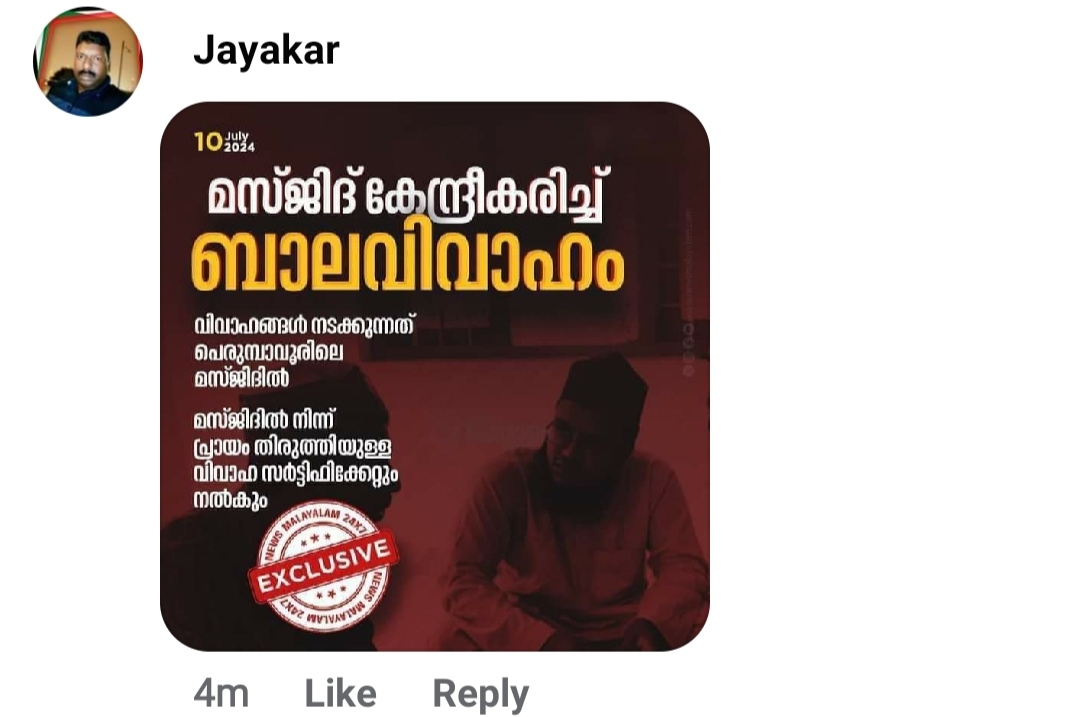 Jayakar
10 July 2024
മസ്ജിദ് കേന്ദ്രീകരിച്ച്
ബാലവിവാഹം
വിവാഹങ്ങൾ നടക്കുന്നത്
പെരുമ്പാവൂരിലെ
മസ്ജിദിൽ
മസ്ജിദിൽ നിന്ന്
പ്രായം തിരുത്തിയുള്ള
വിവാഹ സർട്ടിഫിക്കേറ്റും
നൽകും
NEWS MALAYALAM 24X7
EXCLUSIVE
NEWS MALAYALAM 24X7
4m Like Reply